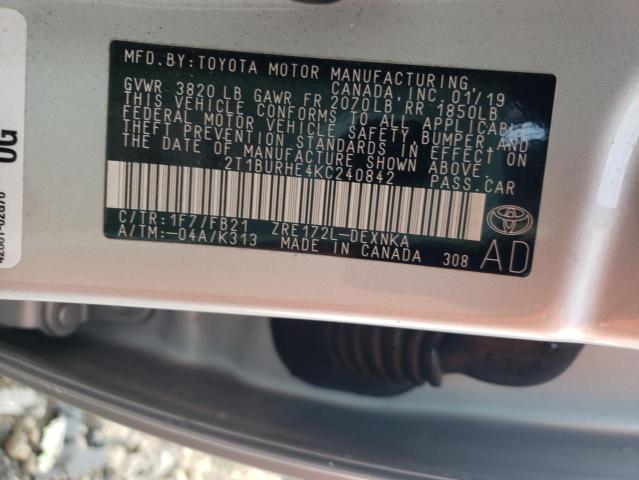 MFD. BY: TOYOTA MOTOR MANUFACTURING,
CANADA, INC. 01/19
GVWR 3820 LB GAWR FR 2070LB RR 1850LB
THIS VEHICLE CONFORMS TO ALL APPLICABLE
FEDERAL MOTOR VEHICLE SAFETY, BUMPER, AND
THEFT PREVENTION STANDARDS IN EFFECT ON
THE DATE OF MANUFACTURE SHOWN ABOVE.
2T1BURHE4KC240842 PASS.CAR
C/TR:1F7/FB21 ZRE172L-DEXNKA
A/TM:-04A/K313 MADE IN CANADA 308
AD
OG